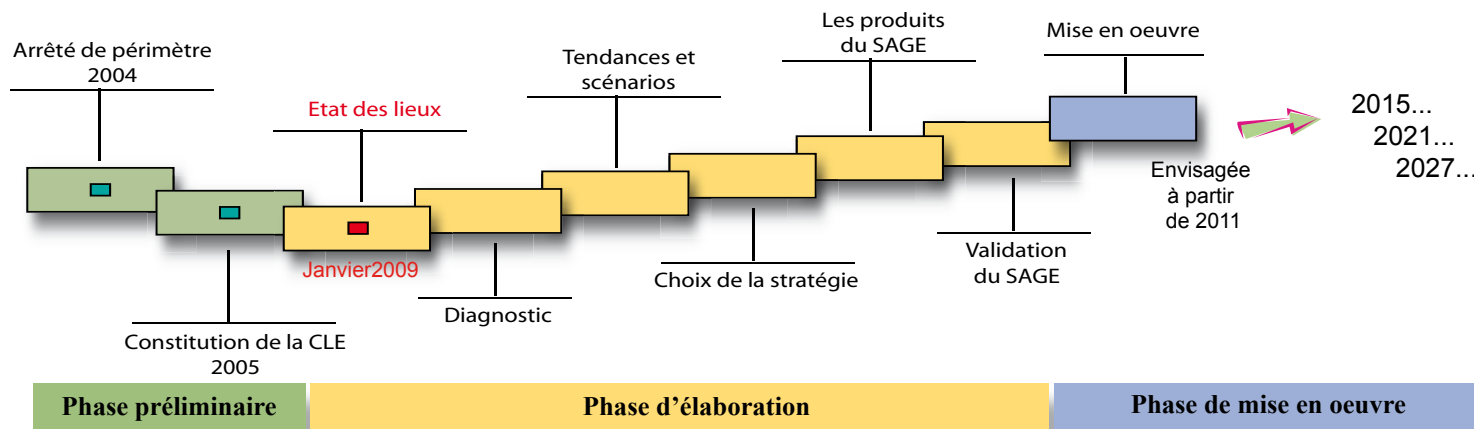 Arrêté de périmètre
2004
Etat des lieux
Janvier2009
Constitution de la CLE
2005
Tendances et
scénarios
Diagnostic
Les produits
du SAGE
Choix de la stratégie
Mise en oeuvre
Validation
du SAGE
Envisagée
à partir
de 2011
2015...
2021...
2027...
Phase préliminaire
Phase d'élaboration
Phase de mise en oeuvre